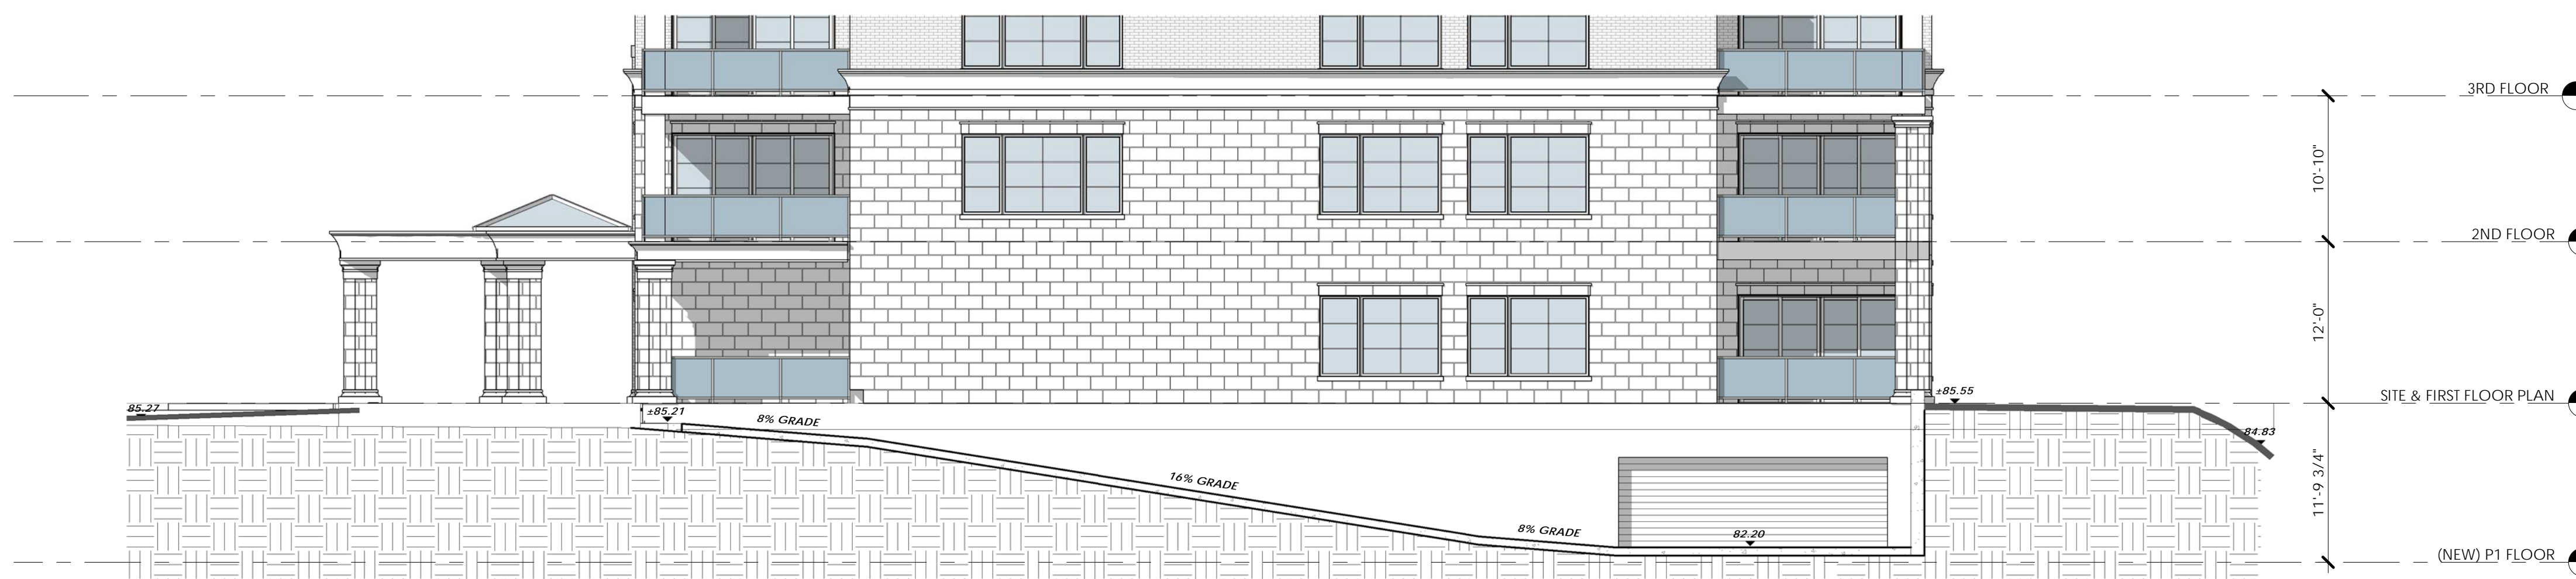 3RD FLOOR
10'-10"
2ND FLOOR
12'-0"
SITE & FIRST FLOOR PLAN
85.27
±85.21
±85.55
8% GRADE
84.83
11'-9 3/4"
16% GRADE
8% GRADE
82.20
(NEW) P1 FLOOR